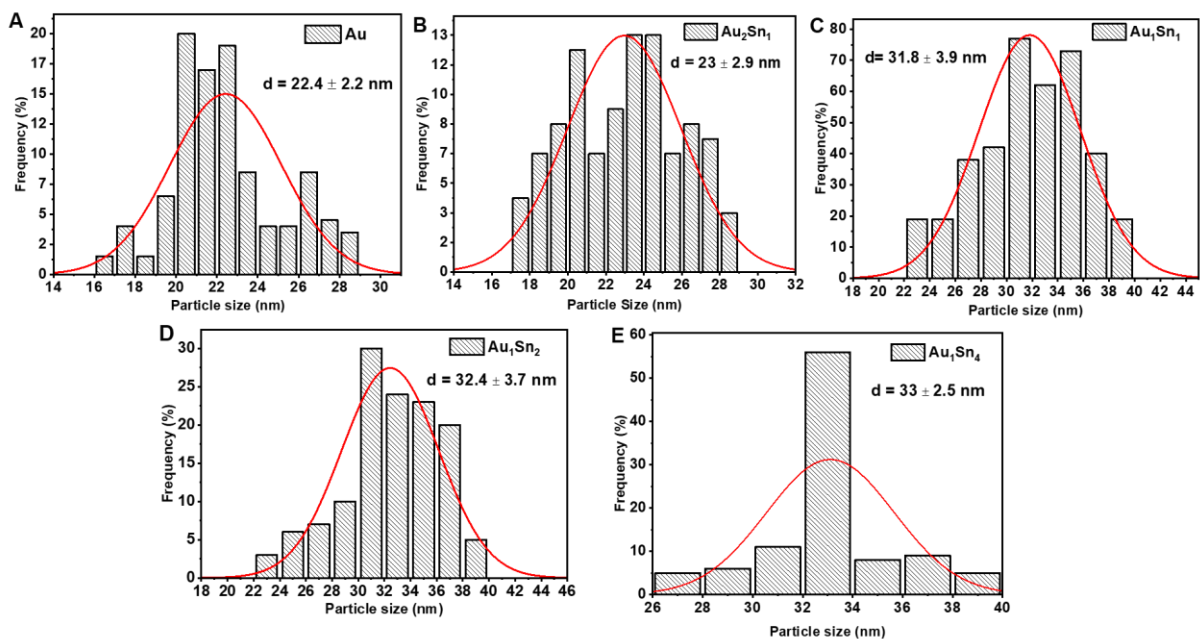 A
Au
d = 22.4 ± 2.2 nm
Frequency (%)
20
17
15
13
10
7
5
2
0
14 16 18 20 22 24 26 28 30
Particle size (nm)
B
Au₂Sn₁
d = 23 ± 2.9 nm
Frequency (%)
13
12
10
8
7
5
3
2
0
14 16 18 20 22 24 26 28 30 32
Particle Size (nm)
C
Au₁Sn₁
d= 31.8 ± 3.9 nm
Frequency(%)
80
70
60
50
40
30
20
10
0
18 20 22 24 26 28 30 32 34 36 38 40 42 44
Particle size (nm)
D
Au₁Sn₂
d = 32.4 ± 3.7 nm
Frequency (%)
30
25
20
15
10
5
0
18 20 22 24 26 28 30 32 34 36 38 40 42 44 46
Particle size (nm)
E
Au₁Sn₄
d = 33 ± 2.5 nm
Frequency (%)
60
50
40
30
20
10
0
26 28 30 32 34 36 38 40
Particle size (nm)